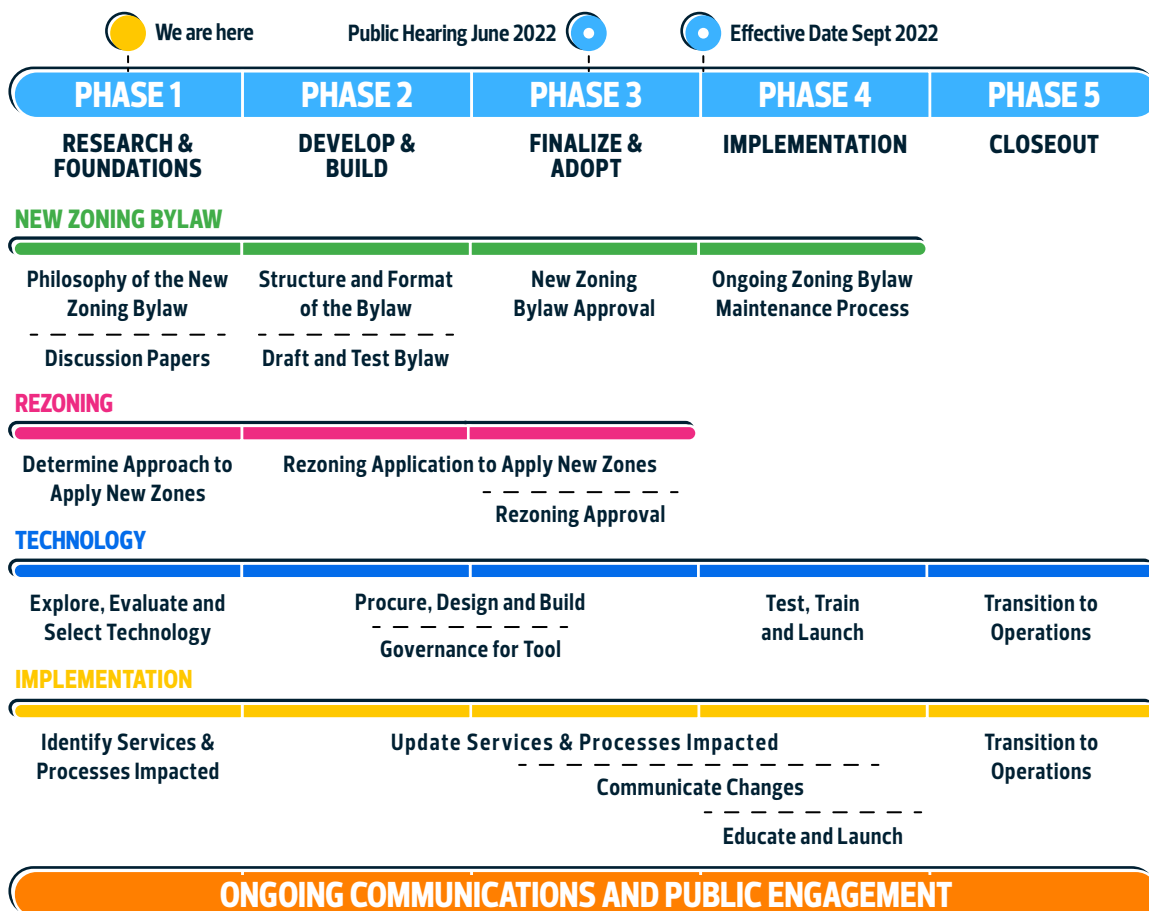 We are here
Public Hearing June 2022
Effective Date Sept 2022
PHASE 1
PHASE 2
PHASE 3
PHASE 4
PHASE 5
RESEARCH &
FOUNDATIONS
DEVELOP &
BUILD
FINALIZE &
ADOPT
IMPLEMENTATION
CLOSEOUT
NEW ZONING BYLAW
Philosophy of the New
Zoning Bylaw
Discussion Papers
Structure and Format
of the Bylaw
Draft and Test Bylaw
New Zoning
Bylaw Approval
Ongoing Zoning Bylaw
Maintenance Process
REZONING
Determine Approach to
Apply New Zones
Rezoning Application to Apply New Zones
Rezoning Approval
TECHNOLOGY
Explore, Evaluate and
Select Technology
Procure, Design and Build
Governance for Tool
Test, Train
and Launch
Transition to
Operations
IMPLEMENTATION
Identify Services &
Processes Impacted
Update Services & Processes Impacted
Communicate Changes
Educate and Launch
Transition to
Operations
ONGOING COMMUNICATIONS AND PUBLIC ENGAGEMENT